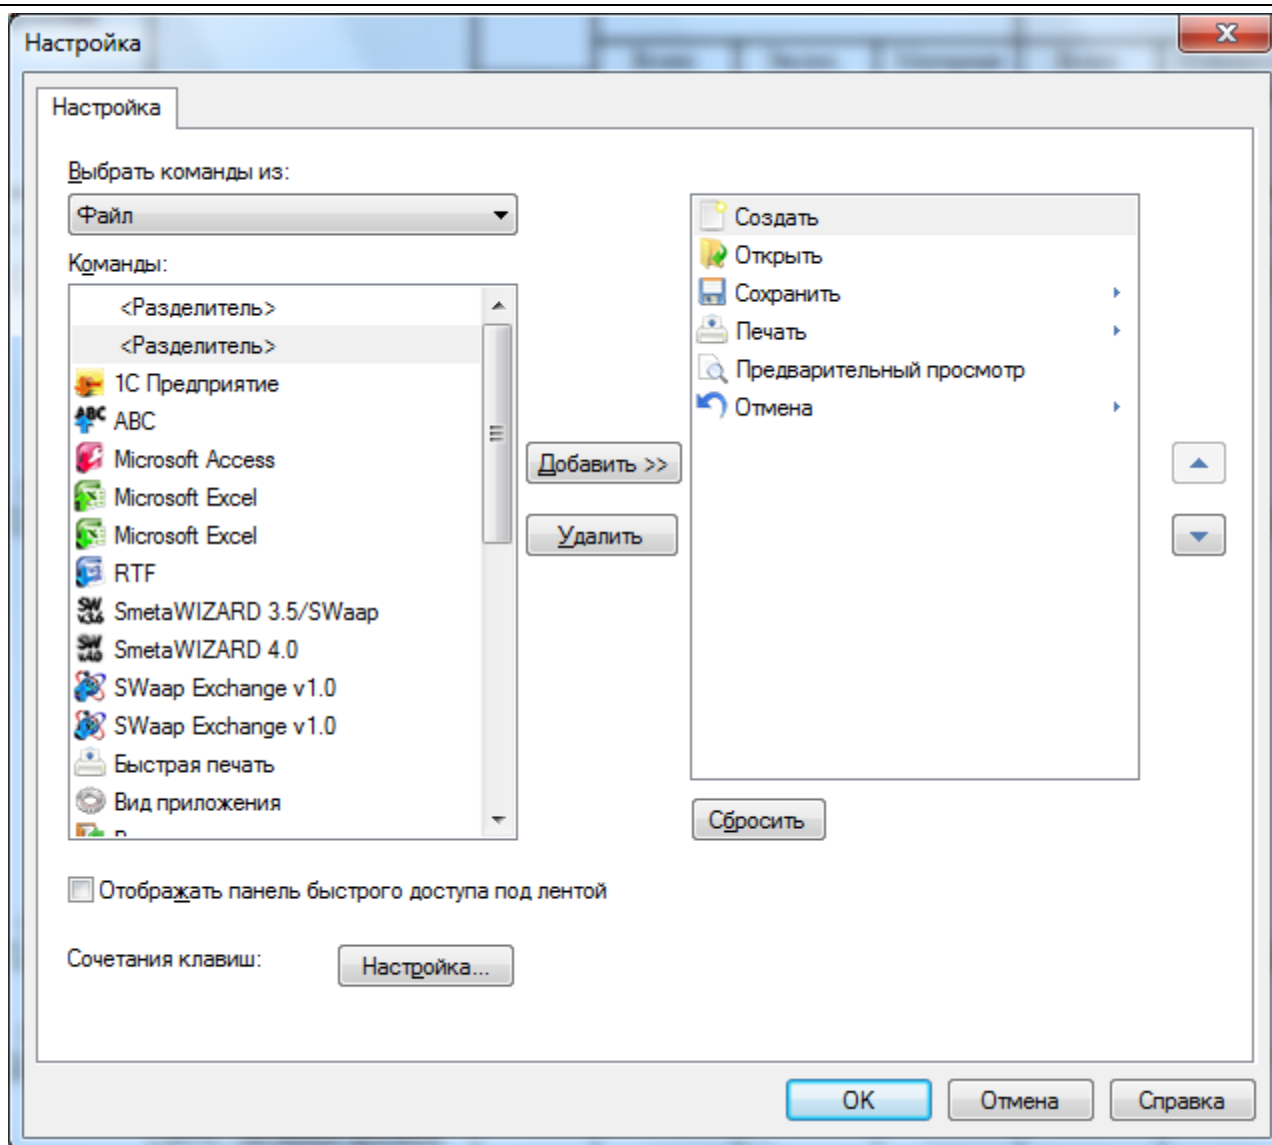 Настройка
Настройка
Выбрать команды из:
Файл
Команды:
<Разделитель>
<Разделитель>
1С Предприятие
ABC
Microsoft Access
Microsoft Excel
Microsoft Excel
RTF
SmetaWIZARD 3.5/SWaap
SmetaWIZARD 4.0
SWaap Exchange v1.0
SWaap Exchange v1.0
Быстрая печать
Вид приложения
Добавить >>
Удалить
Создать
Открыть
Сохранить
Печать
Предварительный просмотр
Отмена
Сбросить
Отображать панель быстрого доступа под лентой
Сочетания клавиш:
Настройка...
OK
Отмена
Справка